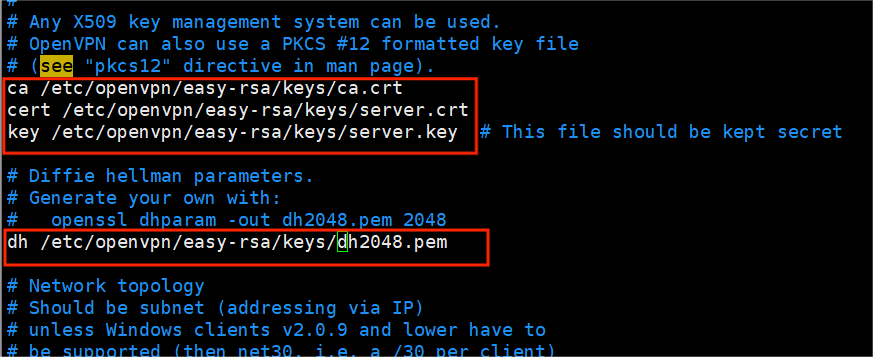 #
# Any X509 key management system can be used.
# OpenVPN can also use a PKCS #12 formatted key file
# (see "pkcs12" directive in man page).
ca /etc/openvpn/easy-rsa/keys/ca.crt
cert /etc/openvpn/easy-rsa/keys/server.crt
key /etc/openvpn/easy-rsa/keys/server.key  # This file should be kept secret
# Diffie hellman parameters.
# Generate your own with:
#   openssl dhparam -out dh2048.pem 2048
dh /etc/openvpn/easy-rsa/keys/dh2048.pem
# Network topology
# Should be subnet (addressing via IP)
# unless Windows clients v2.0.9 and lower have to
# be supported (then net30, i.e. a /30 per client)